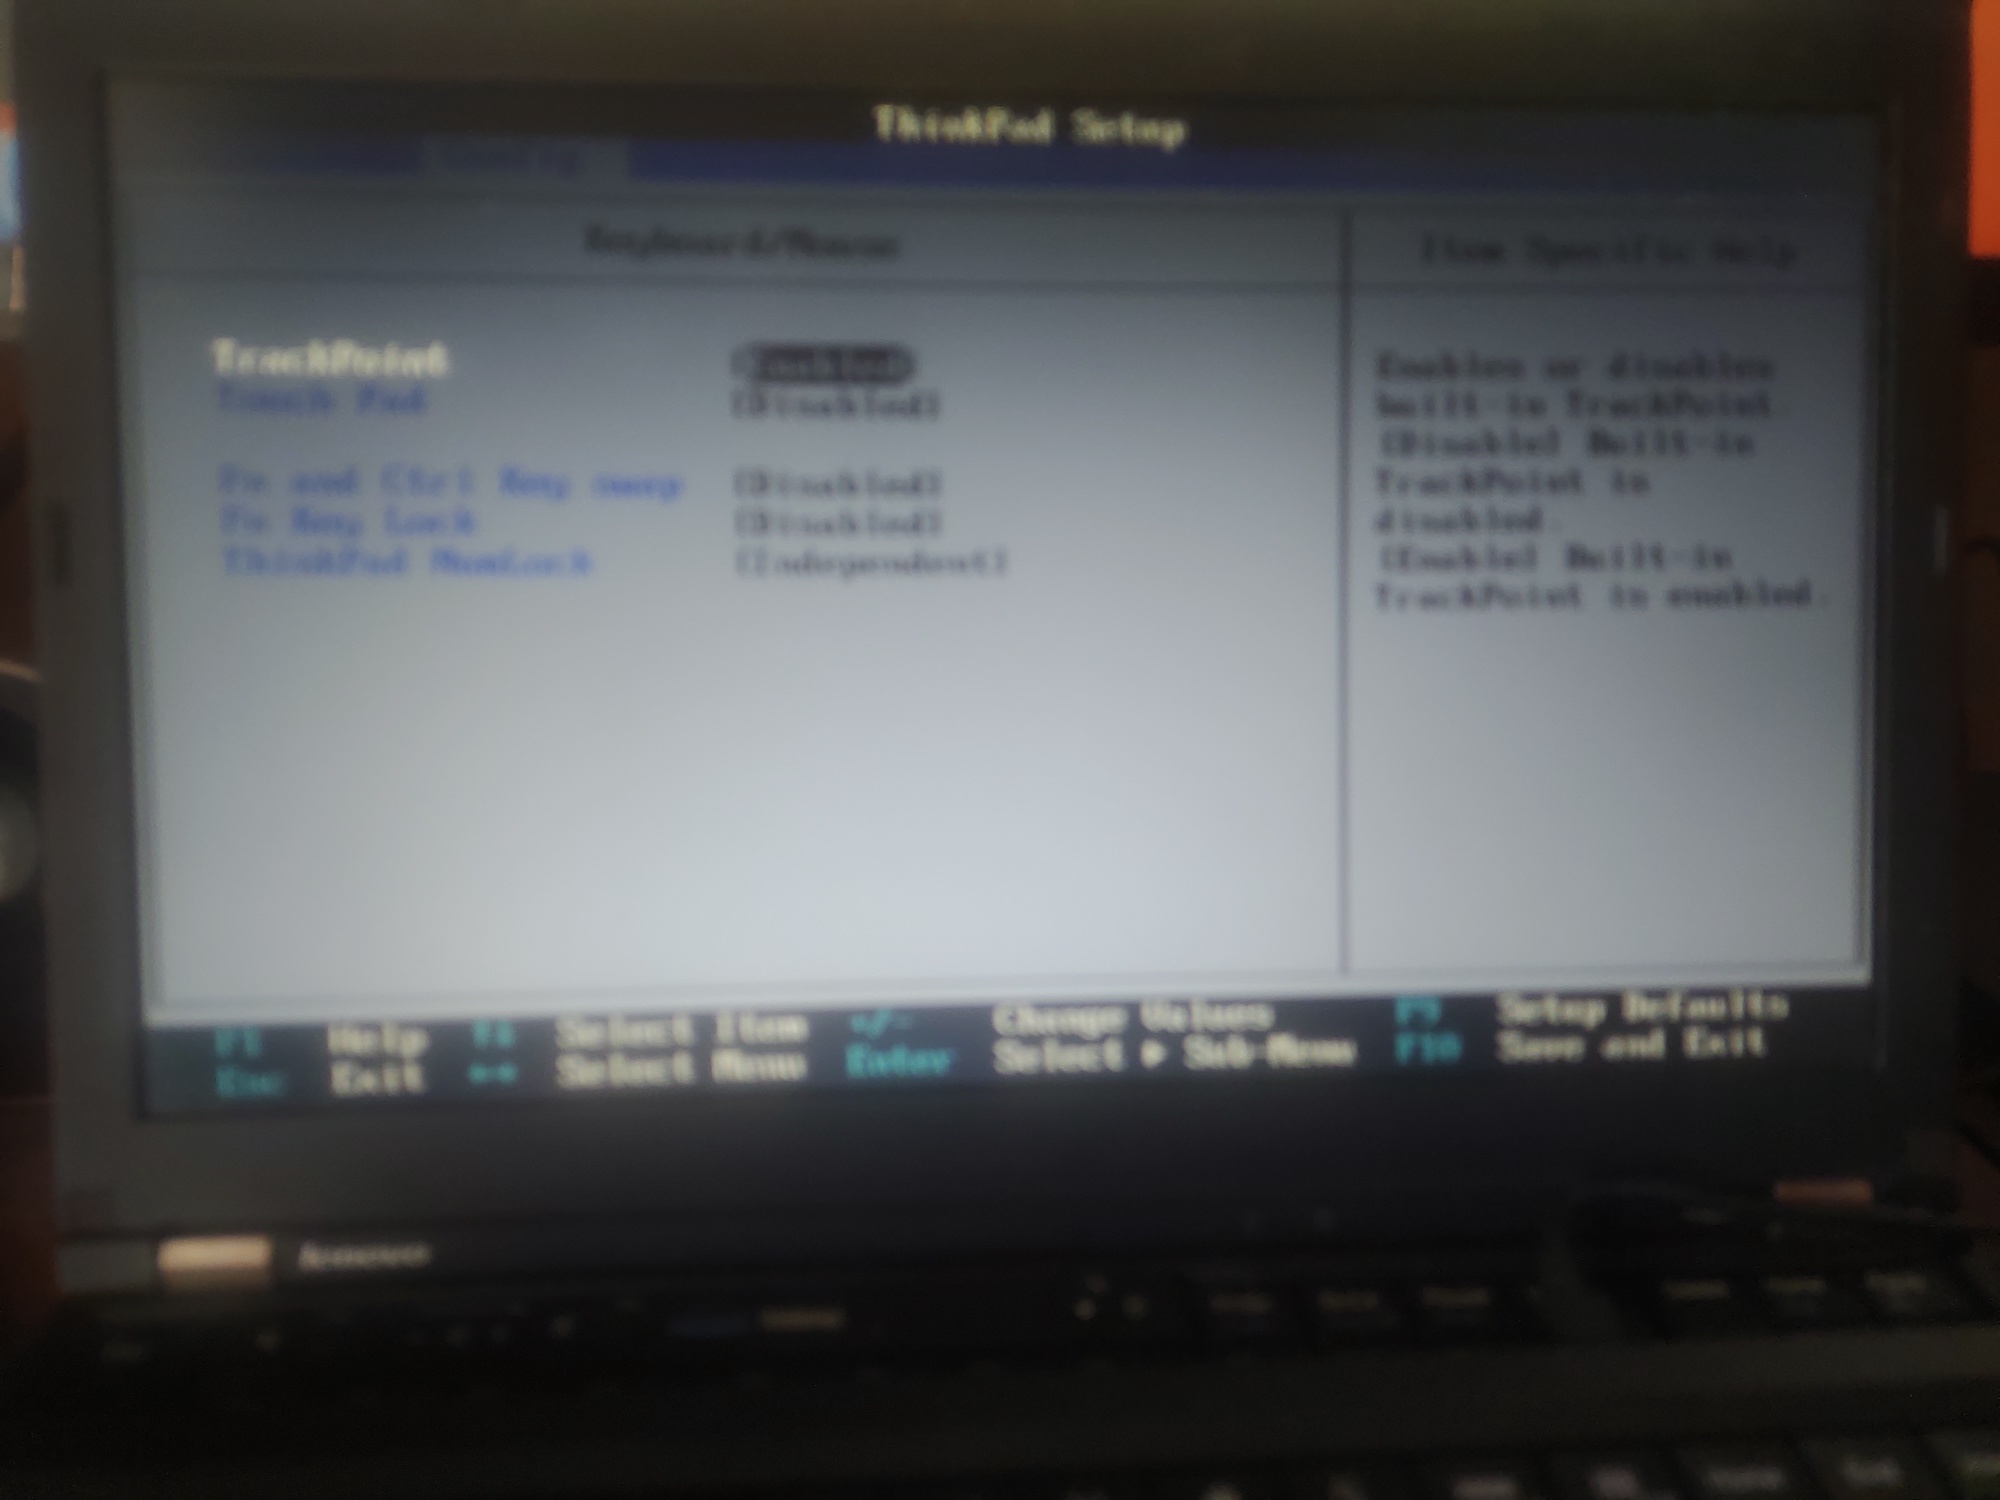 ThinkPad Setup
Config
Keyboard/Mouse
Item Specific Help
TrackPoint [Enabled]
Touch Pad [Disabled]
Fn and Ctrl Key swap [Disabled]
Fn Key Lock [Disabled]
ThinkPad NumLock [Independent]
Enables or disables
built-in TrackPoint.
[Disable] Built-in
TrackPoint is
disabled.
[Enable] Built-in
TrackPoint is enabled.
F1 Help ↑↓ Select Item +/- Change Values F9 Setup Defaults
Esc Exit ←→ Select Menu Enter Select ▶ Sub-Menu F10 Save and Exit
lenovo